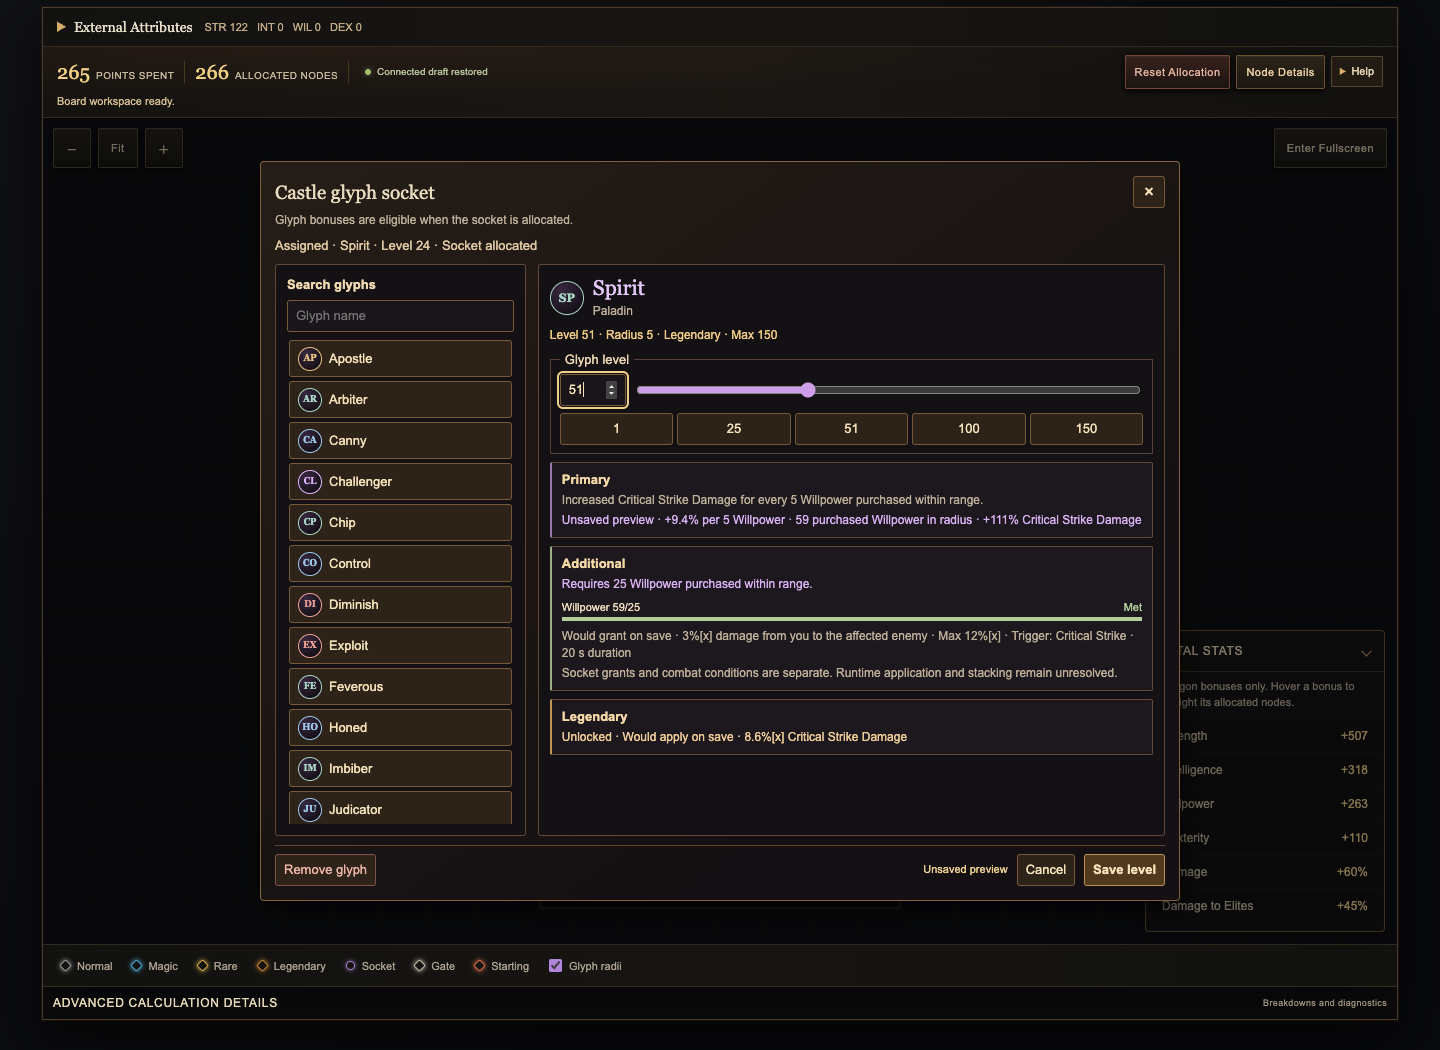 External Attributes STR 122 INT 0 WIL 0 DEX 0
265 POINTS SPENT 266 ALLOCATED NODES Connected draft restored
Reset Allocation Node Details Help
Board workspace ready.
− Fit + Enter Fullscreen
Castle glyph socket ×
Glyph bonuses are eligible when the socket is allocated.
Assigned · Spirit · Level 24 · Socket allocated
Search glyphs
Glyph name
AP Apostle
AR Arbiter
CA Canny
CL Challenger
CP Chip
CO Control
DI Diminish
EX Exploit
FE Feverous
HO Honed
IM Imbiber
JU Judicator
SP Spirit
Paladin
Level 51 · Radius 5 · Legendary · Max 150
Glyph level
51
1 25 51 100 150
Primary
Increased Critical Strike Damage for every 5 Willpower purchased within range.
Unsaved preview · +9.4% per 5 Willpower · 59 purchased Willpower in radius · +111% Critical Strike Damage
Additional
Requires 25 Willpower purchased within range.
Willpower 59/25 Met
Would grant on save · 3%[x] damage from you to the affected enemy · Max 12%[x] · Trigger: Critical Strike ·
20 s duration
Socket grants and combat conditions are separate. Runtime application and stacking remain unresolved.
Legendary
Unlocked · Would apply on save · 8.6%[x] Critical Strike Damage
Remove glyph Unsaved preview Cancel Save level
TAL STATS
gon bonuses only. Hover a bonus to
ight its allocated nodes.
ength +507
elligence +318
lpower +263
xterity +110
mage +60%
Damage to Elites +45%
Normal Magic Rare Legendary Socket Gate Starting Glyph radii
ADVANCED CALCULATION DETAILS Breakdowns and diagnostics